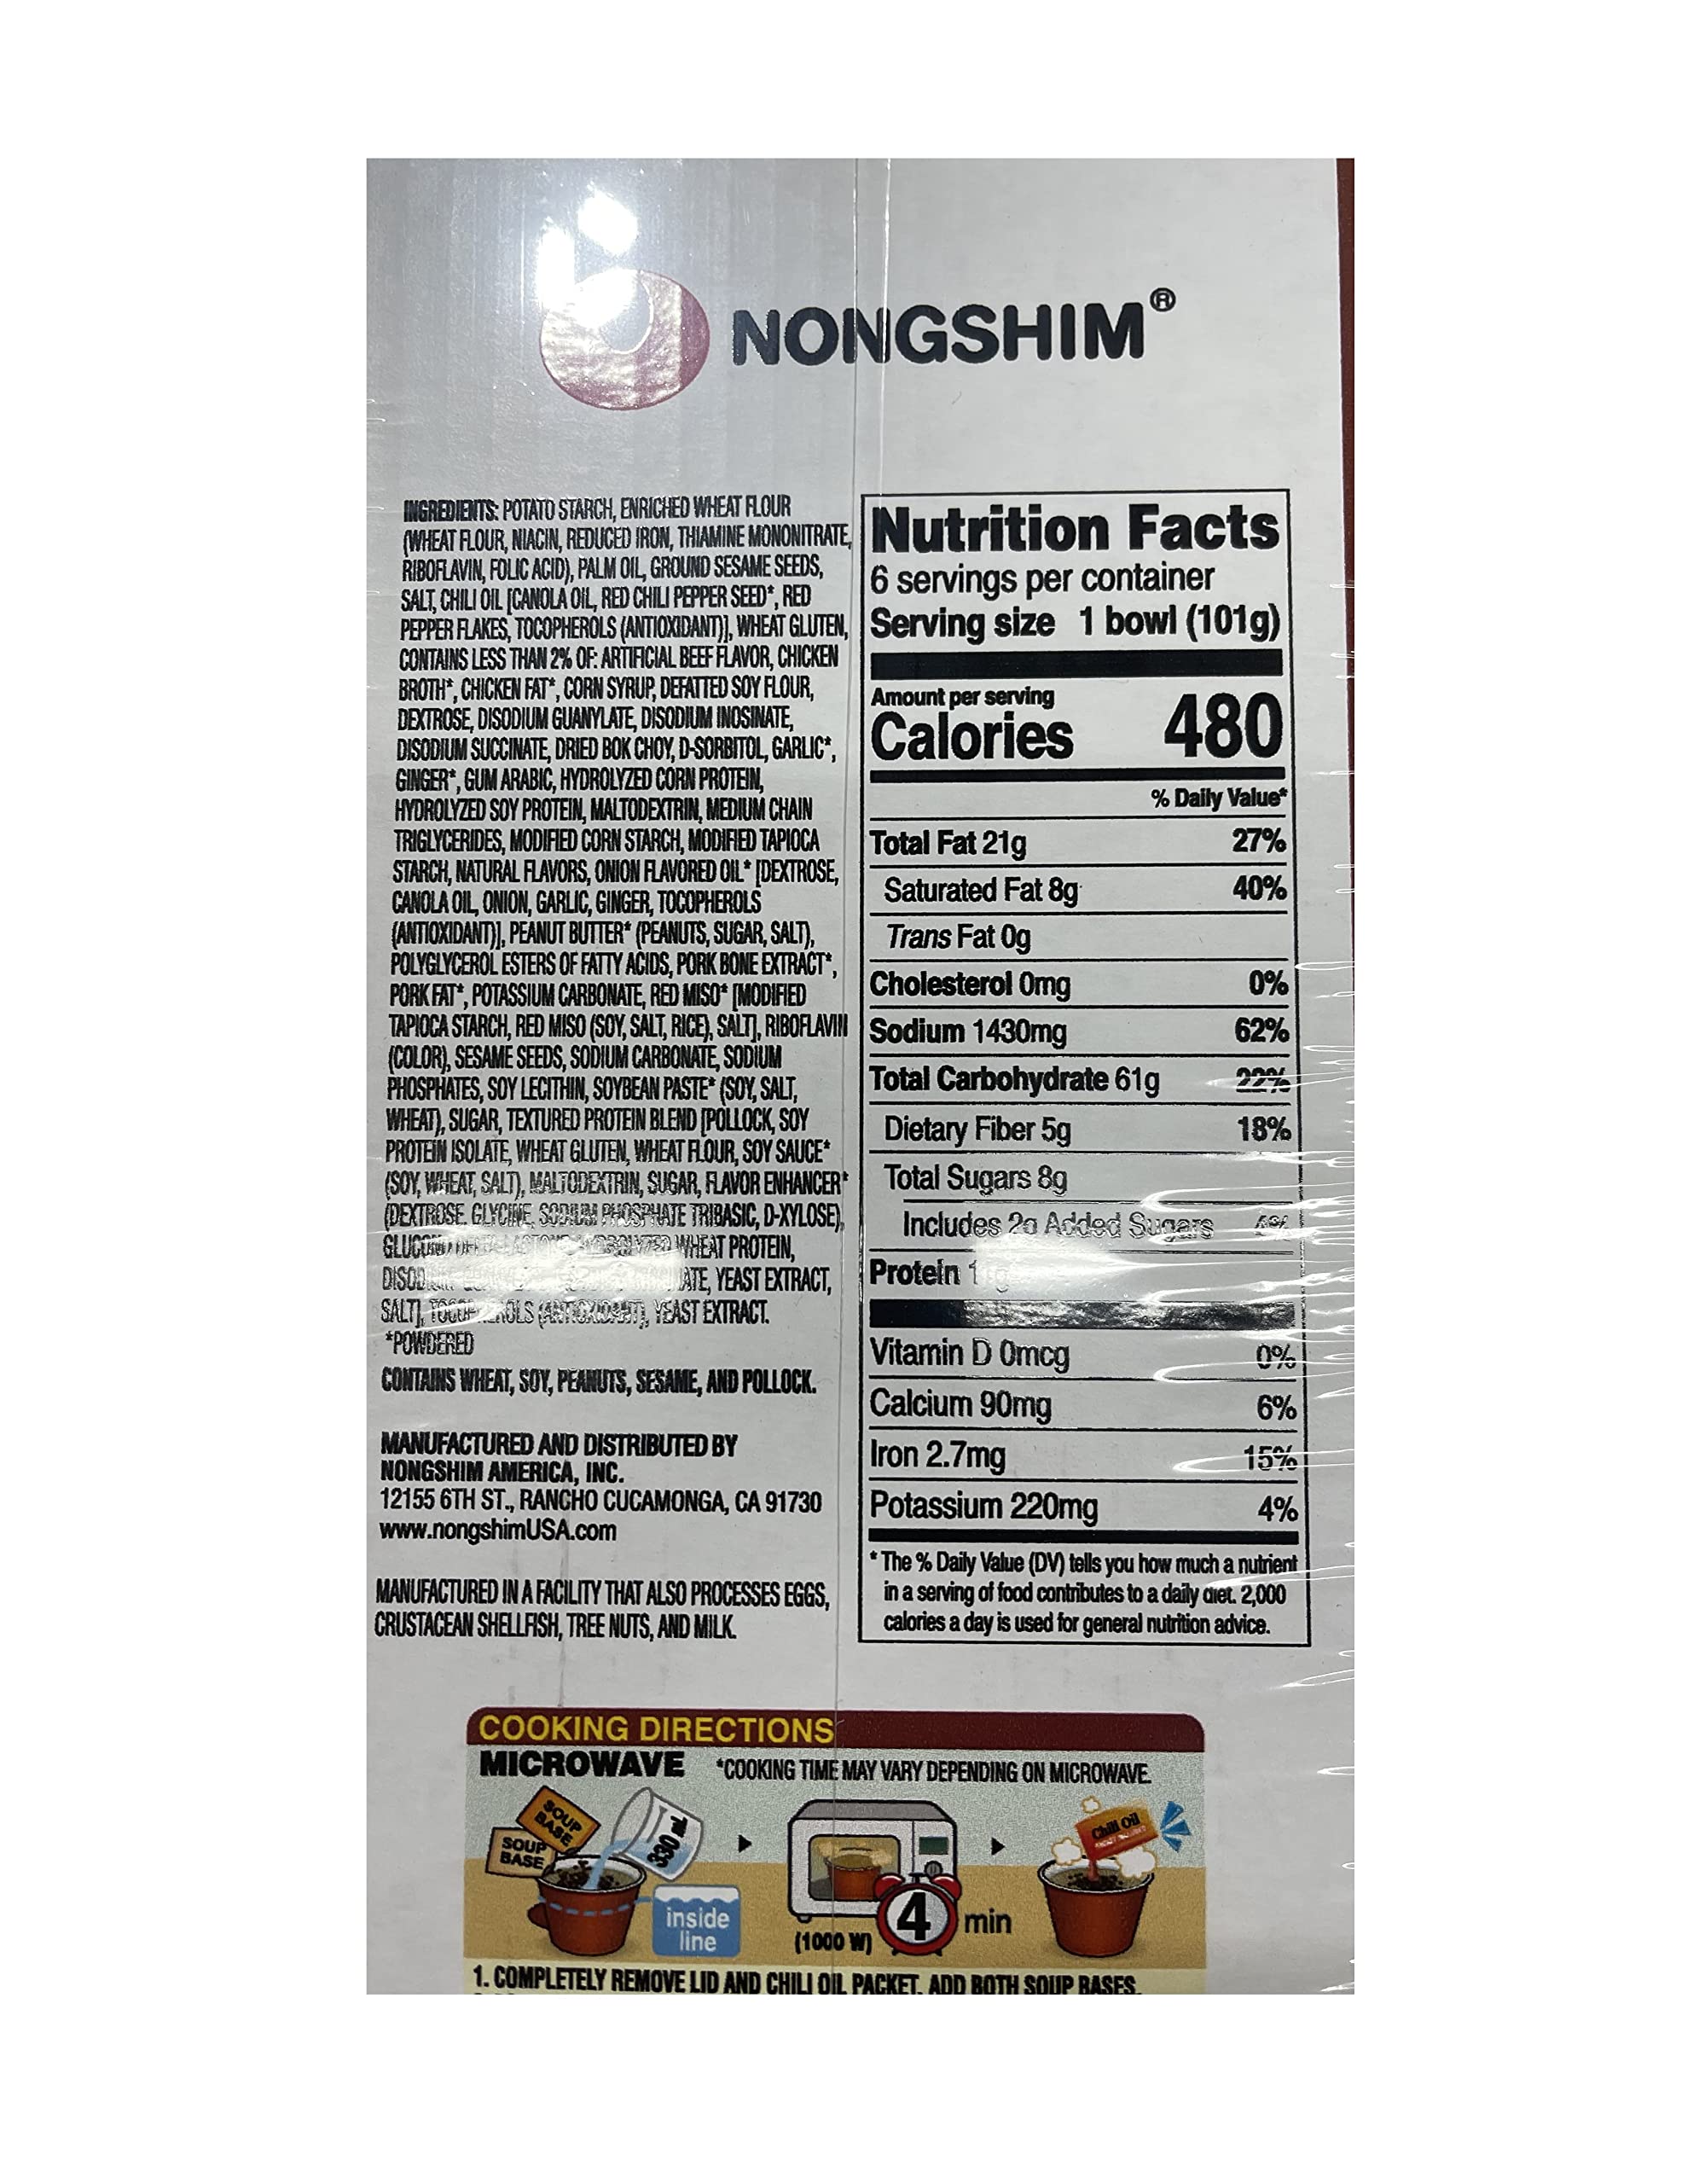 NONGSHIM®
INGREDIENTS: POTATO STARCH, ENRICHED WHEAT FLOUR
(WHEAT FLOUR, NIACIN, REDUCED IRON, THIAMINE MONONITRATE,
RIBOFLAVIN, FOLIC ACID), PALM OIL, GROUND SESAME SEEDS,
SALT, CHILI OIL [CANOLA OIL, RED CHILI PEPPER SEED*, RED
PEPPER FLAKES, TOCOPHEROLS (ANTIOXIDANT)], WHEAT GLUTEN,
CONTAINS LESS THAN 2% OF: ARTIFICIAL BEEF FLAVOR, CHICKEN
BROTH*, CHICKEN FAT*, CORN SYRUP, DEFATTED SOY FLOUR,
DEXTROSE, DISODIUM GUANYLATE, DISODIUM INOSINATE,
DISODIUM SUCCINATE, DRIED BOK CHOY, D-SORBITOL, GARLIC*,
GINGER*, GUM ARABIC, HYDROLYZED CORN PROTEIN,
HYDROLYZED SOY PROTEIN, MALTODEXTRIN, MEDIUM CHAIN
TRIGLYCERIDES, MODIFIED CORN STARCH, MODIFIED TAPIOCA
STARCH, NATURAL FLAVORS, ONION FLAVORED OIL* [DEXTROSE,
CANOLA OIL, ONION, GARLIC, GINGER, TOCOPHEROLS
(ANTIOXIDANT)], PEANUT BUTTER* (PEANUTS, SUGAR, SALT),
POLYGLYCEROL ESTERS OF FATTY ACIDS, PORK BONE EXTRACT*,
PORK FAT*, POTASSIUM CARBONATE, RED MISO* [MODIFIED
TAPIOCA STARCH, RED MISO (SOY, SALT, RICE), SALT], RIBOFLAVIN
(COLOR), SESAME SEEDS, SODIUM CARBONATE, SODIUM
PHOSPHATES, SOY LECITHIN, SOYBEAN PASTE* (SOY, SALT,
WHEAT), SUGAR, TEXTURED PROTEIN BLEND [POLLOCK, SOY
PROTEIN ISOLATE, WHEAT GLUTEN, WHEAT FLOUR, SOY SAUCE*
(SOY, WHEAT, SALT), MALTODEXTRIN, SUGAR, FLAVOR ENHANCER*
(DEXTROSE, GLYCINE, SODIUM PHOSPHATE TRIBASIC, D-XYLOSE),
WHEAT PROTEIN,
YEAST EXTRACT,
SALT], TOCOPHEROLS (ANTIOXIDANT), YEAST EXTRACT.
*POWDERED
CONTAINS WHEAT, SOY, PEANUTS, SESAME, AND POLLOCK.
MANUFACTURED AND DISTRIBUTED BY
NONGSHIM AMERICA, INC.
12155 6TH ST., RANCHO CUCAMONGA, CA 91730
www.nongshimUSA.com
MANUFACTURED IN A FACILITY THAT ALSO PROCESSES EGGS,
CRUSTACEAN SHELLFISH, TREE NUTS, AND MILK.
Nutrition Facts
6 servings per container
Serving size 1 bowl (101g)
Amount per serving
Calories 480
% Daily Value*
Total Fat 21g 27%
Saturated Fat 8g 40%
Trans Fat 0g
Cholesterol 0mg 0%
Sodium 1430mg 62%
Total Carbohydrate 61g 22%
Dietary Fiber 5g 18%
Total Sugars 8g
Includes 2g Added Sugars 4%
Protein
Vitamin D 0mcg 0%
Calcium 90mg 6%
Iron 2.7mg 15%
Potassium 220mg 4%
* The % Daily Value (DV) tells you how much a nutrient
in a serving of food contributes to a daily diet. 2,000
calories a day is used for general nutrition advice.
COOKING DIRECTIONS
MICROWAVE *COOKING TIME MAY VARY DEPENDING ON MICROWAVE.
SOUP
BASE
SOUP
BASE
330 mL
inside
line
(1000 W)
4 min
Chili Oil
1. COMPLETELY REMOVE LID AND CHILI OIL PACKET. ADD BOTH SOUP BASES.